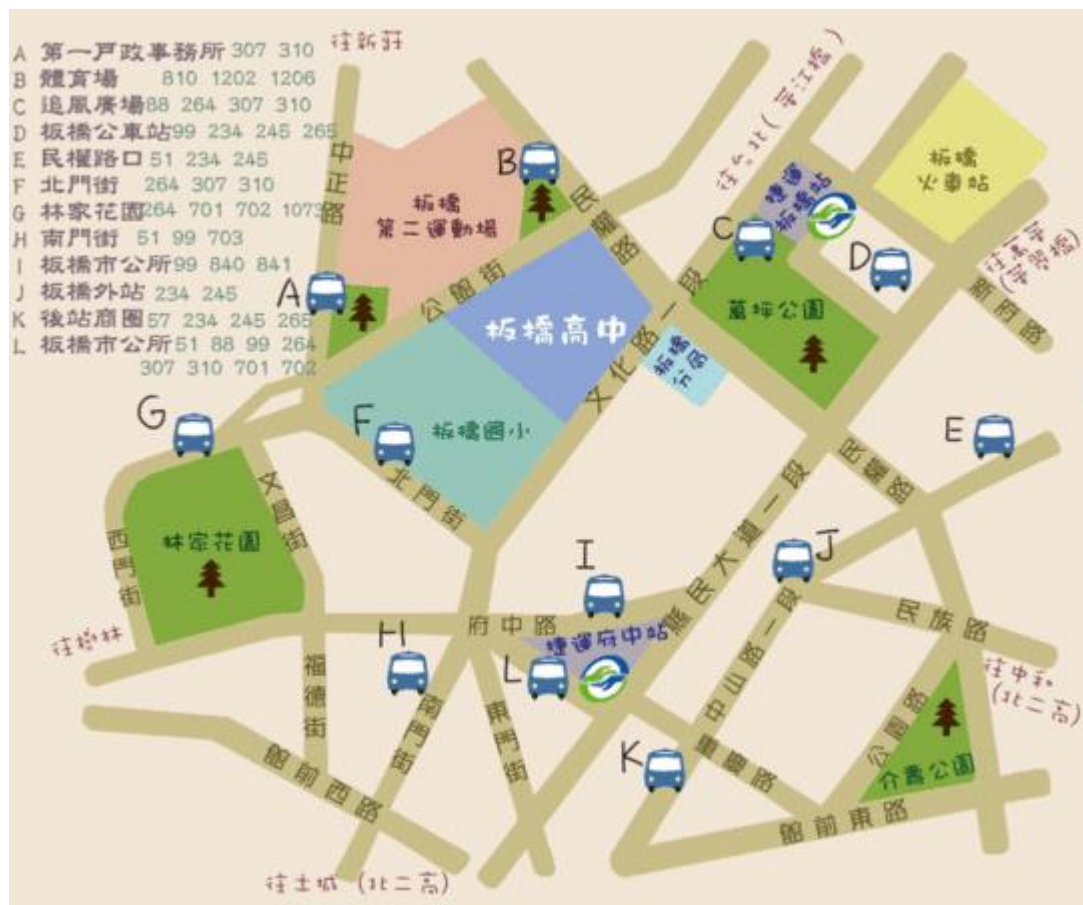 A 第一戸政事務所 307 310
B 體育場 810 1202 1206
C 追風廣場 88 264 307 310
D 板橋公車站 99 234 245 265
E 民權路口 51 234 245
F 北門街 264 307 310
G 林家花園 264 701 702 1073
H 南門街 51 99 703
I 板橋市公所 99 840 841
J 板橋外站 234 245
K 後站商圈 57 234 245 265
L 板橋市公所 51 88 99 264
307 310 701 702
往新莊
中正路
板橋
第二運動場
B
民權路
往台北(華江橋)
捷運
板橋站
板橋
火車站
C
D
往萬華
新府路
A
公館街
板橋高中
文化路一段
萬坪公園
板橋
分局
G
F
板橋國小
北門街
E
民權路
文昌街
林家花園
西門街
I
縣民大道一段
J
民族路
往樹林
府中路
捷運府中站
H
L
福德街
南門街
東門街
中山路一段
往中和
(北二高)
公園路
K
重慶路
介壽公園
館前西路
館前東路
往土城 (北二高)